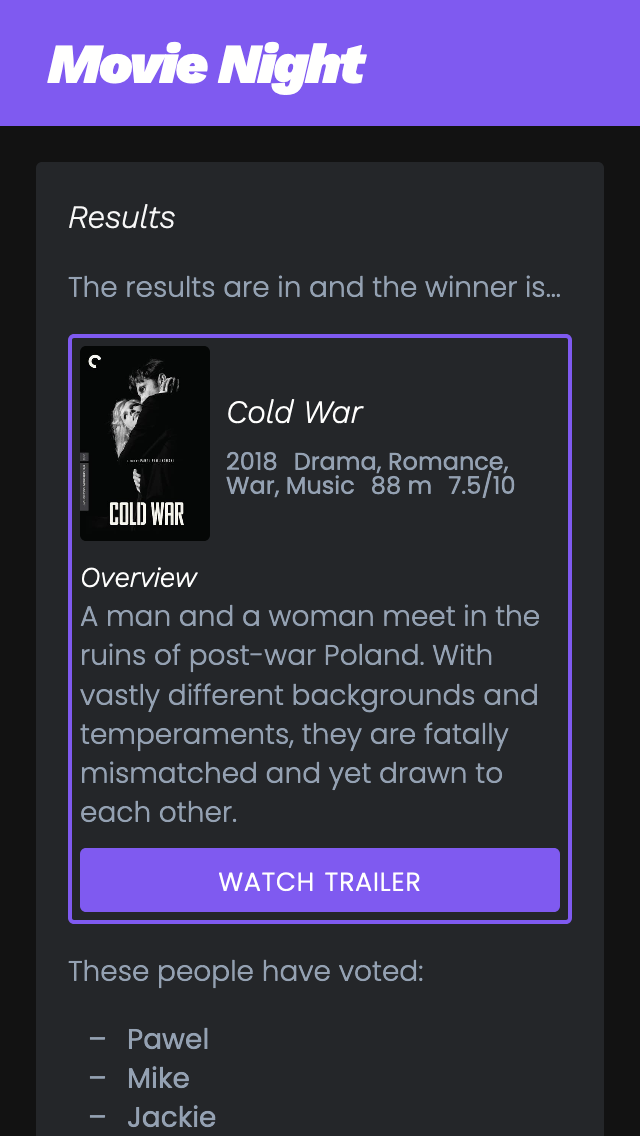 Movie Night
Results
The results are in and the winner is...
COLD WAR
Cold War
2018 Drama, Romance,
War, Music 88 m 7.5/10
Overview
A man and a woman meet in the
ruins of post-war Poland. With
vastly different backgrounds and
temperaments, they are fatally
mismatched and yet drawn to
each other.
WATCH TRAILER
These people have voted:
– Pawel
– Mike
– Jackie